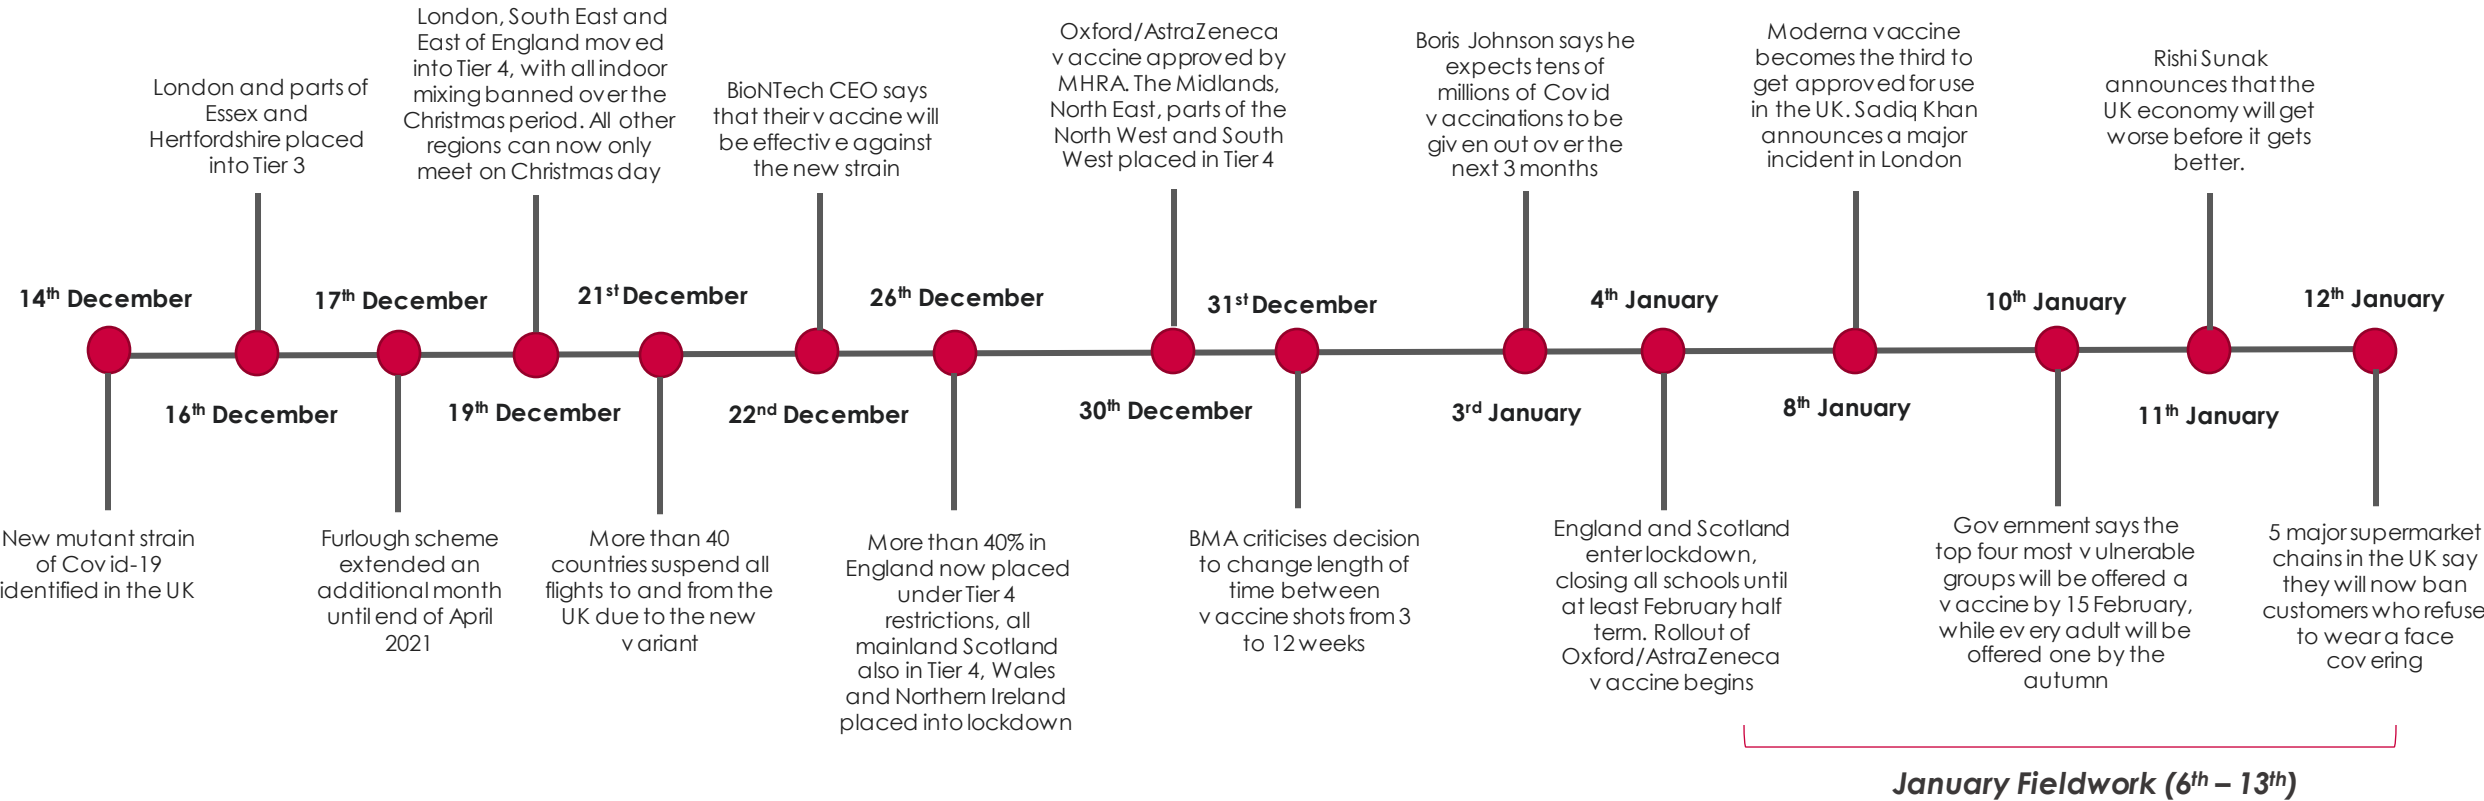 London and parts of
Essex and
Hertfordshire placed
into Tier 3
London, South East and
East of England moved
into Tier 4, with all indoor
mixing banned over the
Christmas period. All other
regions can now only
meet on Christmas day
BioNTech CEO says
that their vaccine will
be effective against
the new strain
Oxford/AstraZeneca
vaccine approved by
MHRA. The Midlands,
North East, parts of the
North West and South
West placed in Tier 4
Boris Johnson says he
expects tens of
millions of Covid
vaccinations to be
given out over the
next 3 months
Moderna vaccine
becomes the third to
get approved for use
in the UK. Sadiq Khan
announces a major
incident in London
Rishi Sunak
announces that the
UK economy will get
worse before it gets
better.
14th December
17th December
21st December
26th December
31st December
4th January
10th January
12th January
16th December
19th December
22nd December
30th December
3rd January
8th January
11th January
New mutant strain
of Covid-19
identified in the UK
Furlough scheme
extended an
additional month
until end of April
2021
More than 40
countries suspend all
flights to and from the
UK due to the new
variant
More than 40% in
England now placed
under Tier 4
restrictions, all
mainland Scotland
also in Tier 4, Wales
and Northern Ireland
placed into lockdown
BMA criticises decision
to change length of
time between
vaccine shots from 3
to 12 weeks
England and Scotland
enter lockdown,
closing all schools until
at least February half
term. Rollout of
Oxford/AstraZeneca
vaccine begins
Government says the
top four most vulnerable
groups will be offered a
vaccine by 15 February,
while every adult will be
offered one by the
autumn
5 major supermarket
chains in the UK say
they will now ban
customers who refuse
to wear a face
covering
January Fieldwork (6th – 13th)